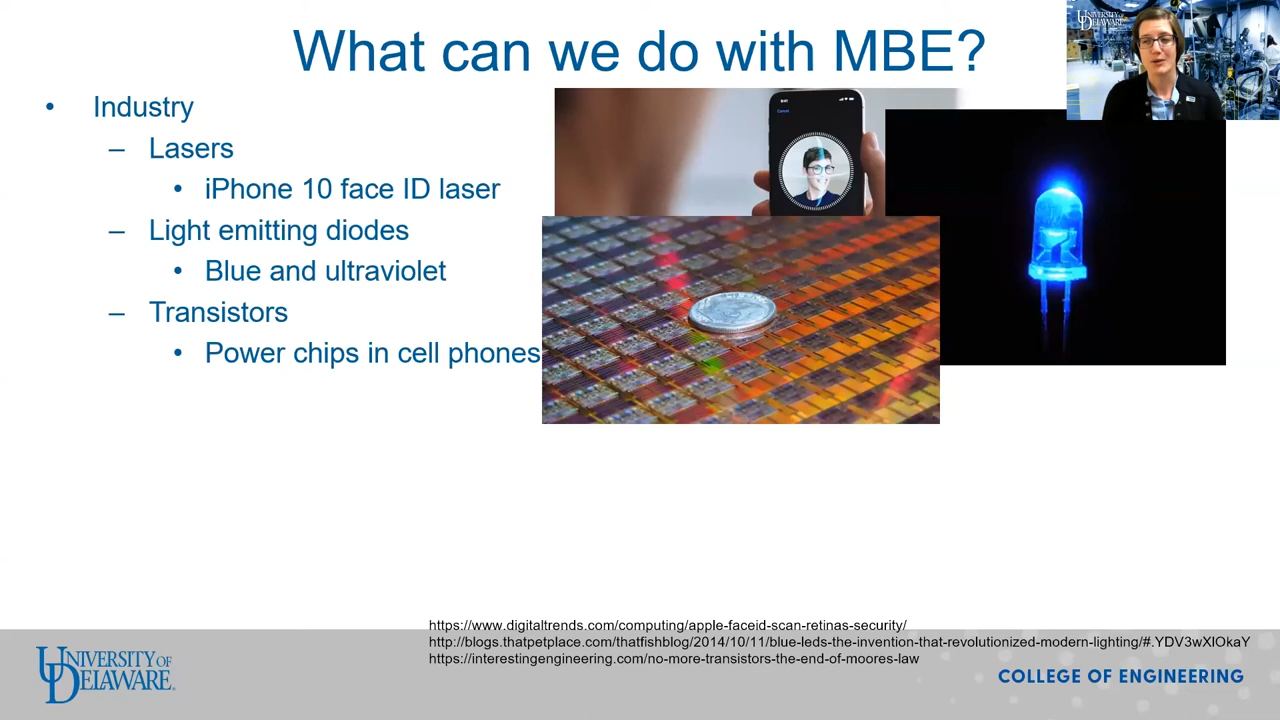 What can we do with MBE?
UNIVERSITY OF
DELAWARE
• Industry
– Lasers
• iPhone 10 face ID laser
– Light emitting diodes
• Blue and ultraviolet
– Transistors
• Power chips in cell phones
https://www.digitaltrends.com/computing/apple-faceid-scan-retinas-security/
http://blogs.thatpetplace.com/thatfishblog/2014/10/11/blue-leds-the-invention-that-revolutionized-modern-lighting/#.YDV3wXlOkaY
https://interestingengineering.com/no-more-transistors-the-end-of-moores-law
UNIVERSITY OF
DELAWARE
COLLEGE OF ENGINEERING